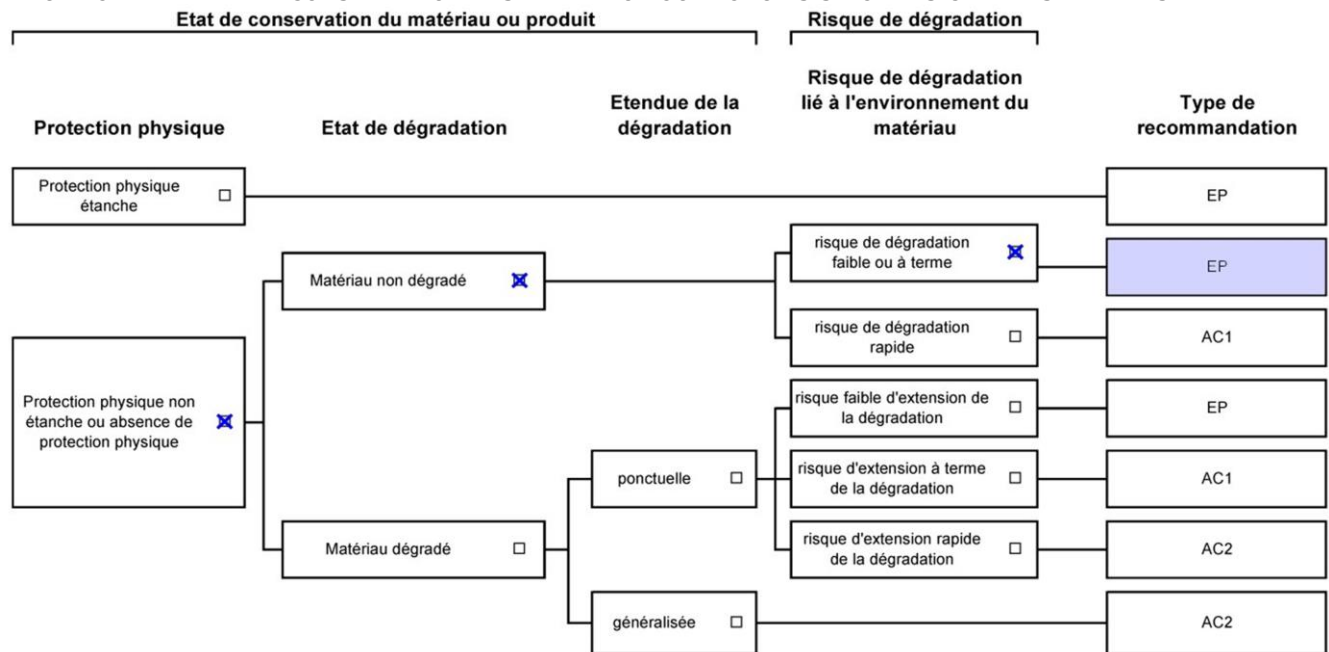 Etat de conservation du matériau ou produit
Risque de dégradation
Protection physique
Etat de dégradation
Etendue de la
dégradation
Risque de dégradation
lié à l'environnement du
matériau
Type de
recommandation
Protection physique
étanche
EP
risque de dégradation
faible ou à terme
EP
Matériau non dégradé
risque de dégradation
rapide
AC1
Protection physique non
étanche ou absence de
protection physique
risque faible d'extension de
la dégradation
EP
ponctuelle
risque d'extension à terme
de la dégradation
AC1
Matériau dégradé
risque d'extension rapide
de la dégradation
AC2
généralisée
AC2